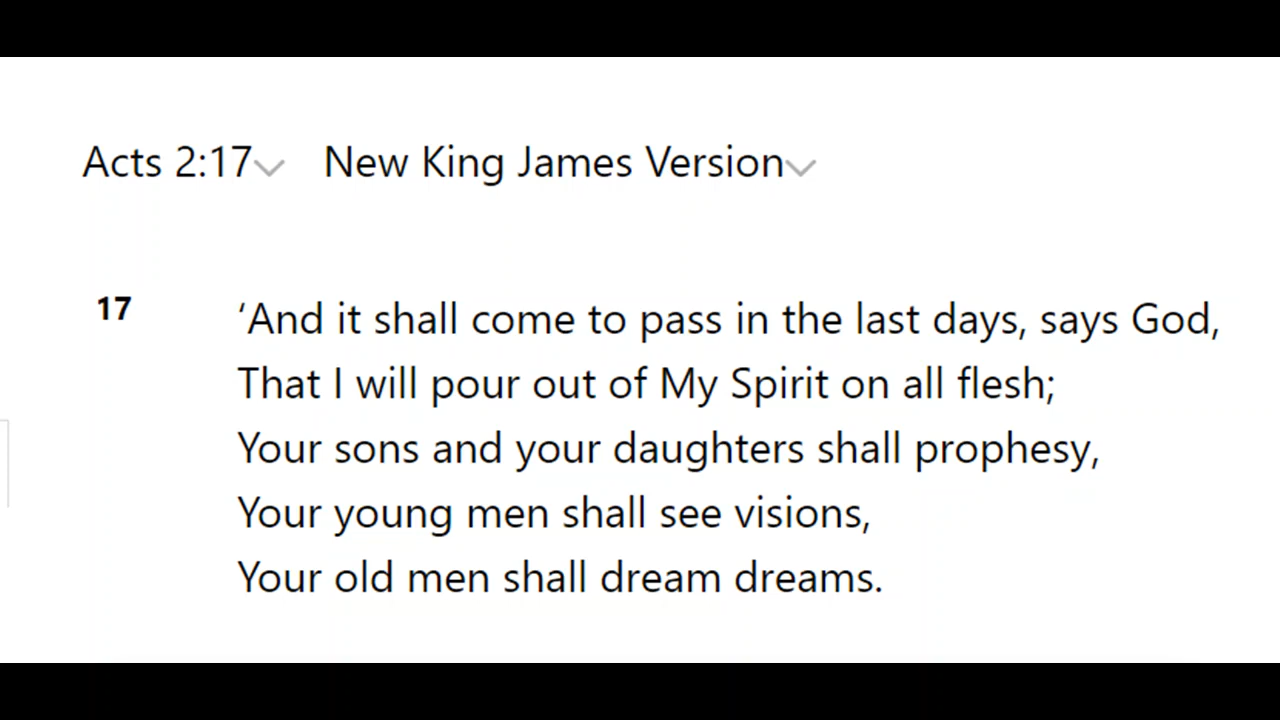 Acts 2:17 New King James Version
17 ‘And it shall come to pass in the last days, says God,
That I will pour out of My Spirit on all flesh;
Your sons and your daughters shall prophesy,
Your young men shall see visions,
Your old men shall dream dreams.